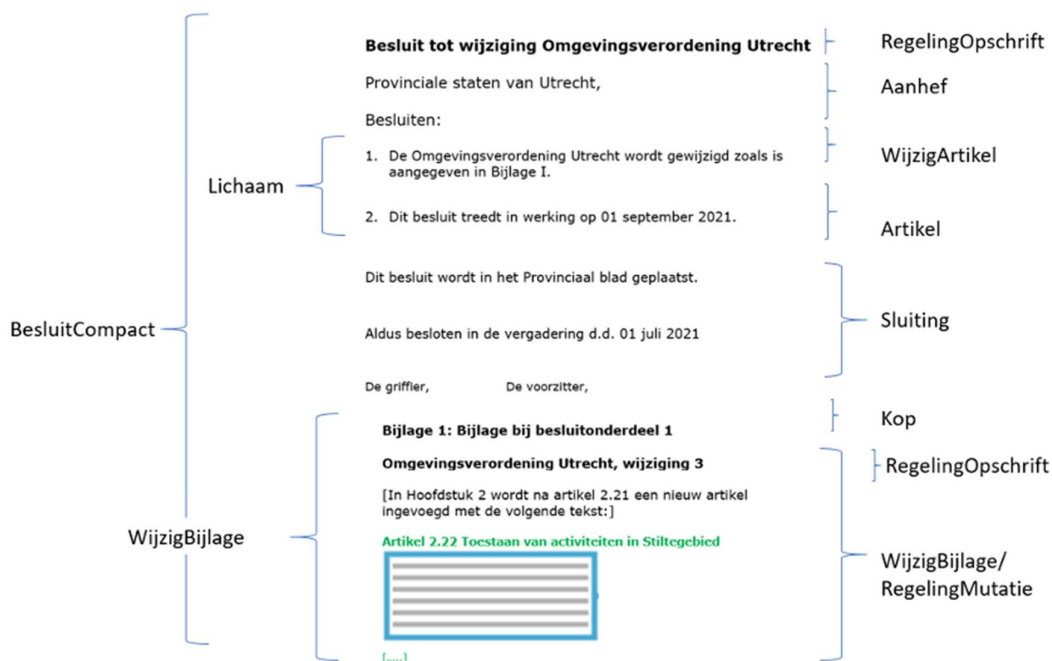 Besluit tot wijziging Omgevingsverordening Utrecht
RegelingOpschrift
Provinciale staten van Utrecht,
Aanhef
Besluiten:
1. De Omgevingsverordening Utrecht wordt gewijzigd zoals is
aangegeven in Bijlage I.
WijzigArtikel
Lichaam
2. Dit besluit treedt in werking op 01 september 2021.
Artikel
Dit besluit wordt in het Provinciaal blad geplaatst.
BesluitCompact
Sluiting
Aldus besloten in de vergadering d.d. 01 juli 2021
De griffier, De voorzitter,
Kop
Bijlage 1: Bijlage bij besluitonderdeel 1
Omgevingsverordening Utrecht, wijziging 3
RegelingOpschrift
[In Hoofdstuk 2 wordt na artikel 2.21 een nieuw artikel
ingevoegd met de volgende tekst:]
WijzigBijlage
Artikel 2.22 Toestaan van activiteiten in Stiltegebied
WijzigBijlage/
RegelingMutatie
[.....]